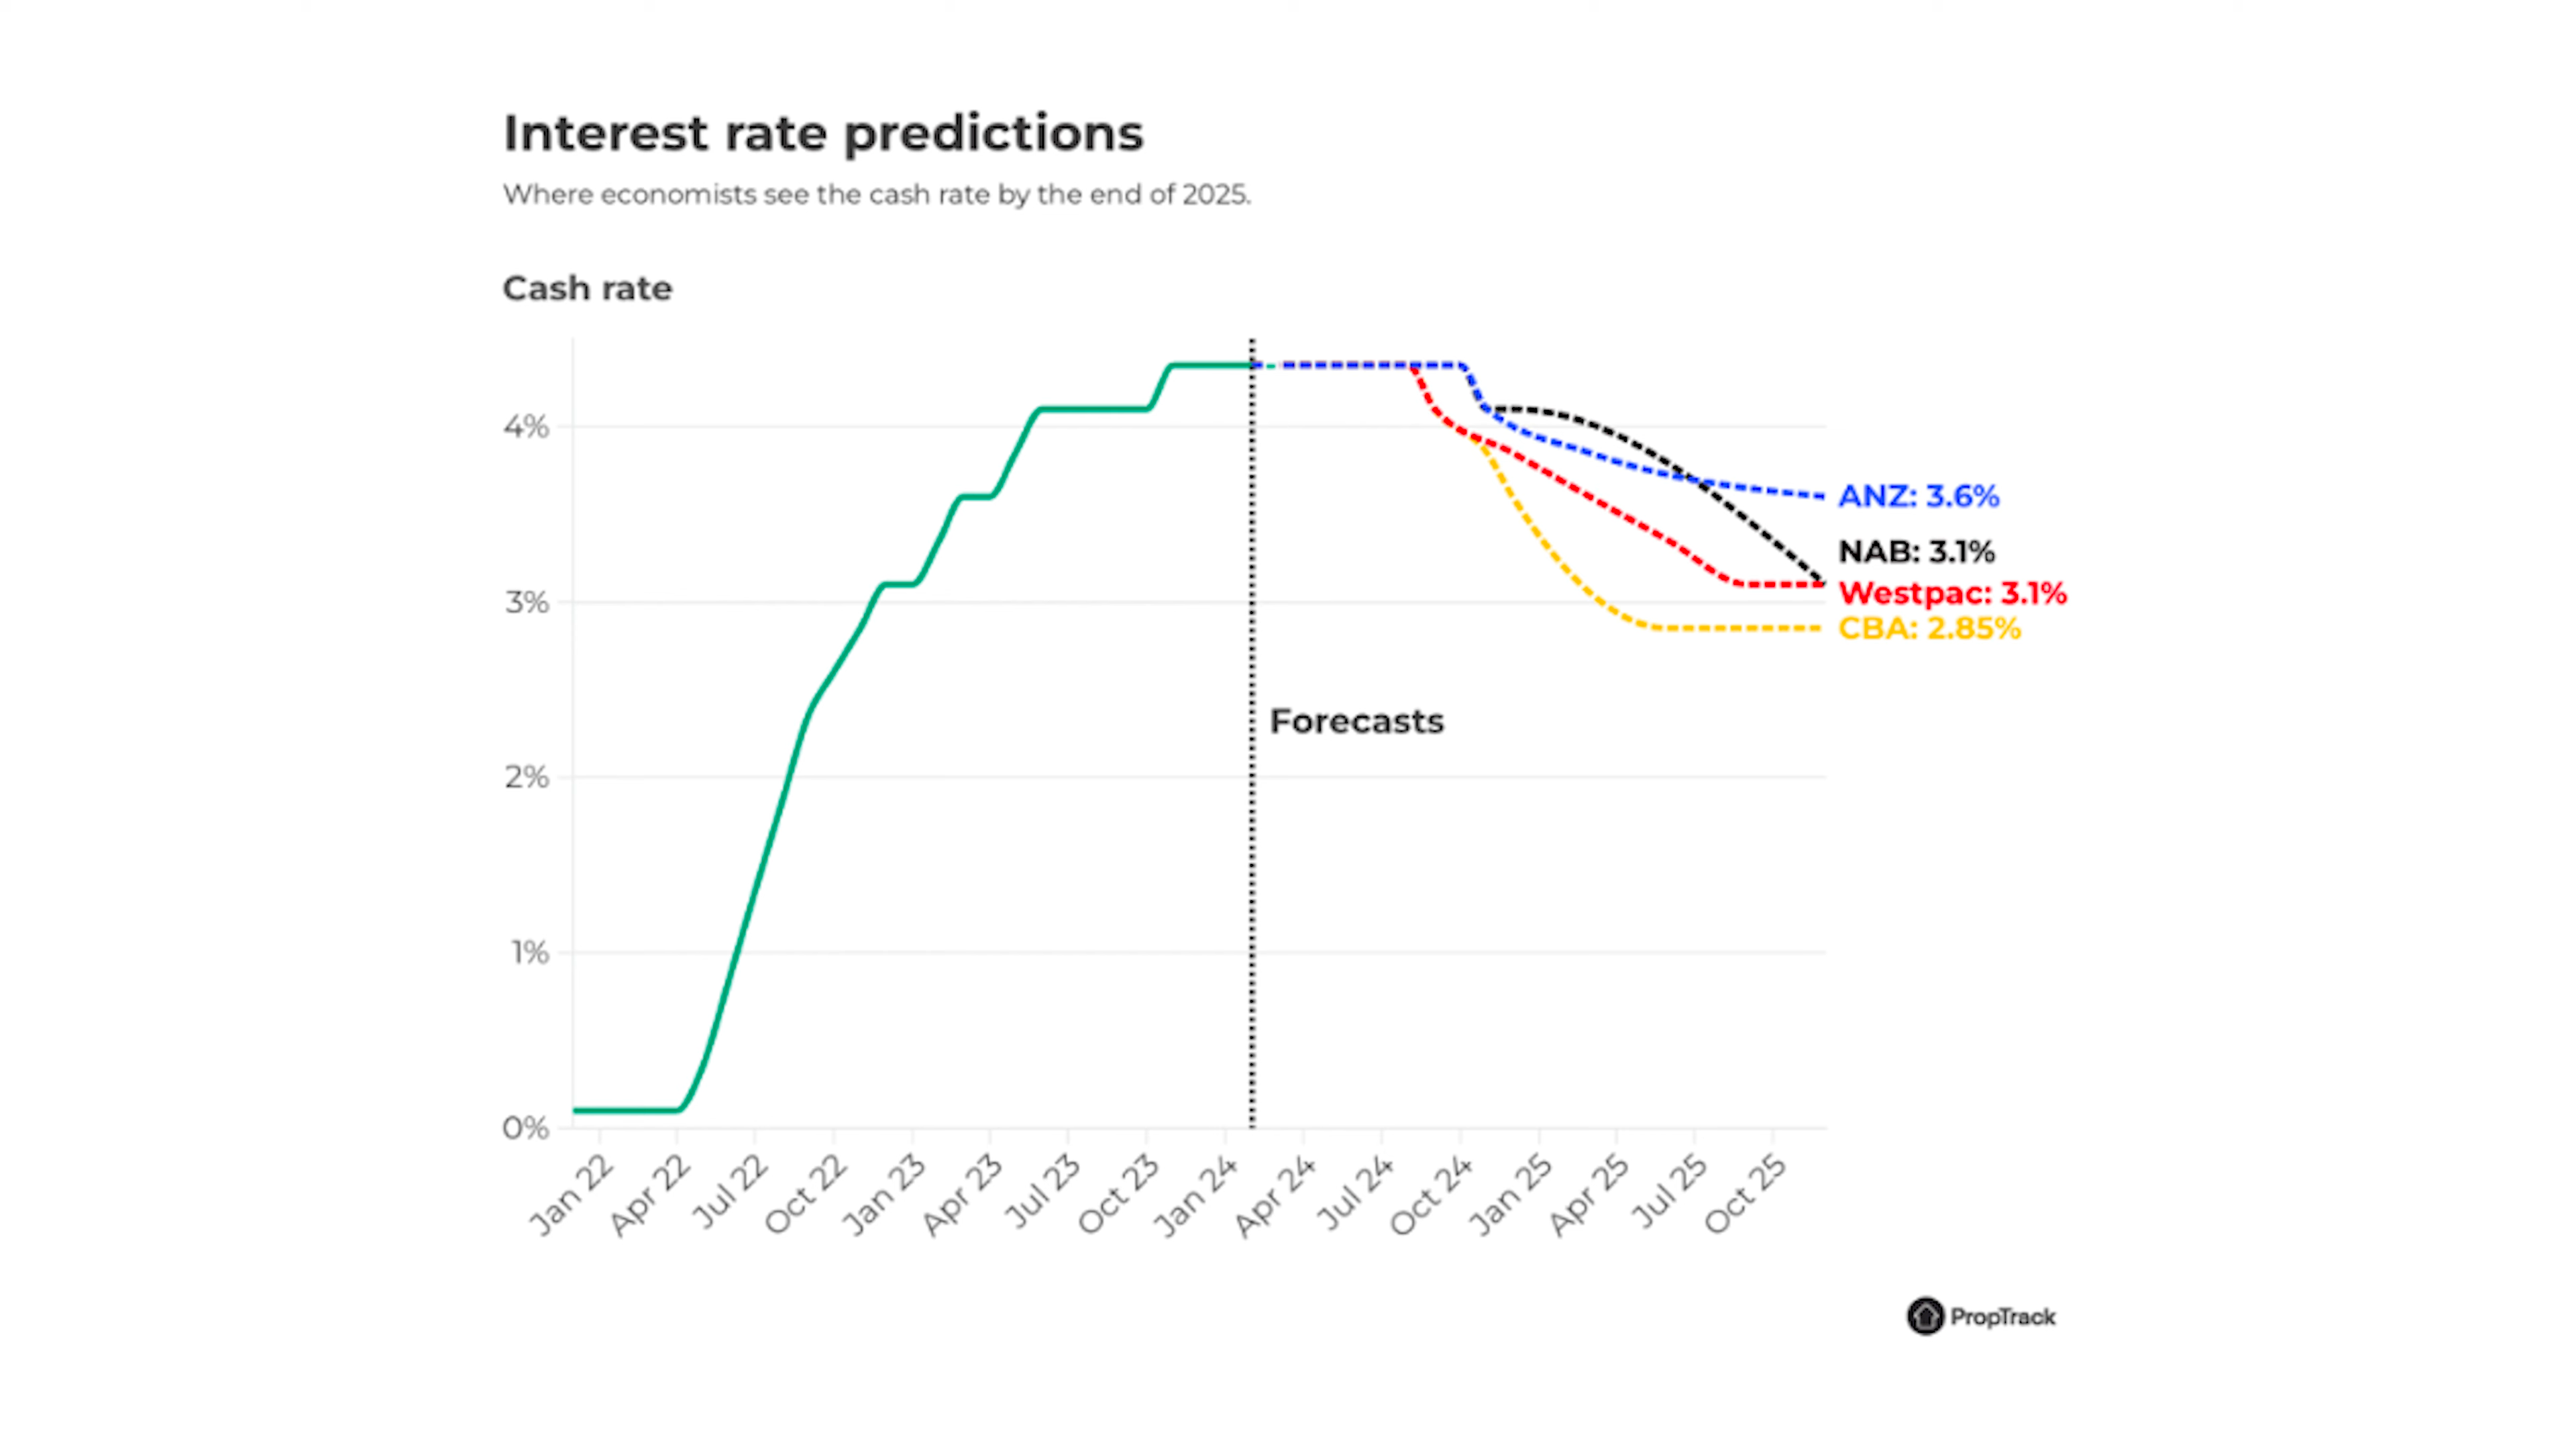 Interest rate predictions
Where economists see the cash rate by the end of 2025.
Cash rate
4%
3%
2%
1%
0%
ANZ: 3.6%
NAB: 3.1%
Westpac: 3.1%
CBA: 2.85%
Forecasts
Jan 22
Apr 22
Jul 22
Oct 22
Jan 23
Apr 23
Jul 23
Oct 23
Jan 24
Apr 24
Jul 24
Oct 24
Jan 25
Apr 25
Jul 25
Oct 25
PropTrack